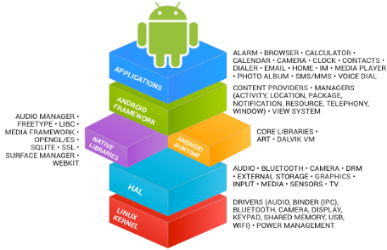 ALARM • BROWSER • CALCULATOR •
CALENDAR • CAMERA • CLOCK • CONTACTS •
DIALER • EMAIL • HOME • IM • MEDIA PLAYER
• PHOTO ALBUM • SMS/MMS • VOICE DIAL
APPLICATIONS
CONTENT PROVIDERS • MANAGERS
(ACTIVITY, LOCATION, PACKAGE,
NOTIFICATION, RESOURCE, TELEPHONY,
WINDOW) • VIEW SYSTEM
ANDROID
FRAMEWORK
AUDIO MANAGER •
FREETYPE • LIBC •
MEDIA FRAMEWORK •
OPENGL/ES •
SQLITE • SSL •
SURFACE MANAGER •
WEBKIT
NATIVE
LIBRARIES
ANDROID
RUNTIME
CORE LIBRARIES •
ART • DALVIK VM
HAL
AUDIO • BLUETOOTH • CAMERA • DRM
• EXTERNAL STORAGE • GRAPHICS •
INPUT • MEDIA • SENSORS • TV
LINUX
KERNEL
DRIVERS (AUDIO, BINDER (IPC),
BLUETOOTH, CAMERA, DISPLAY,
KEYPAD, SHARED MEMORY, USB,
WIFI) • POWER MANAGEMENT